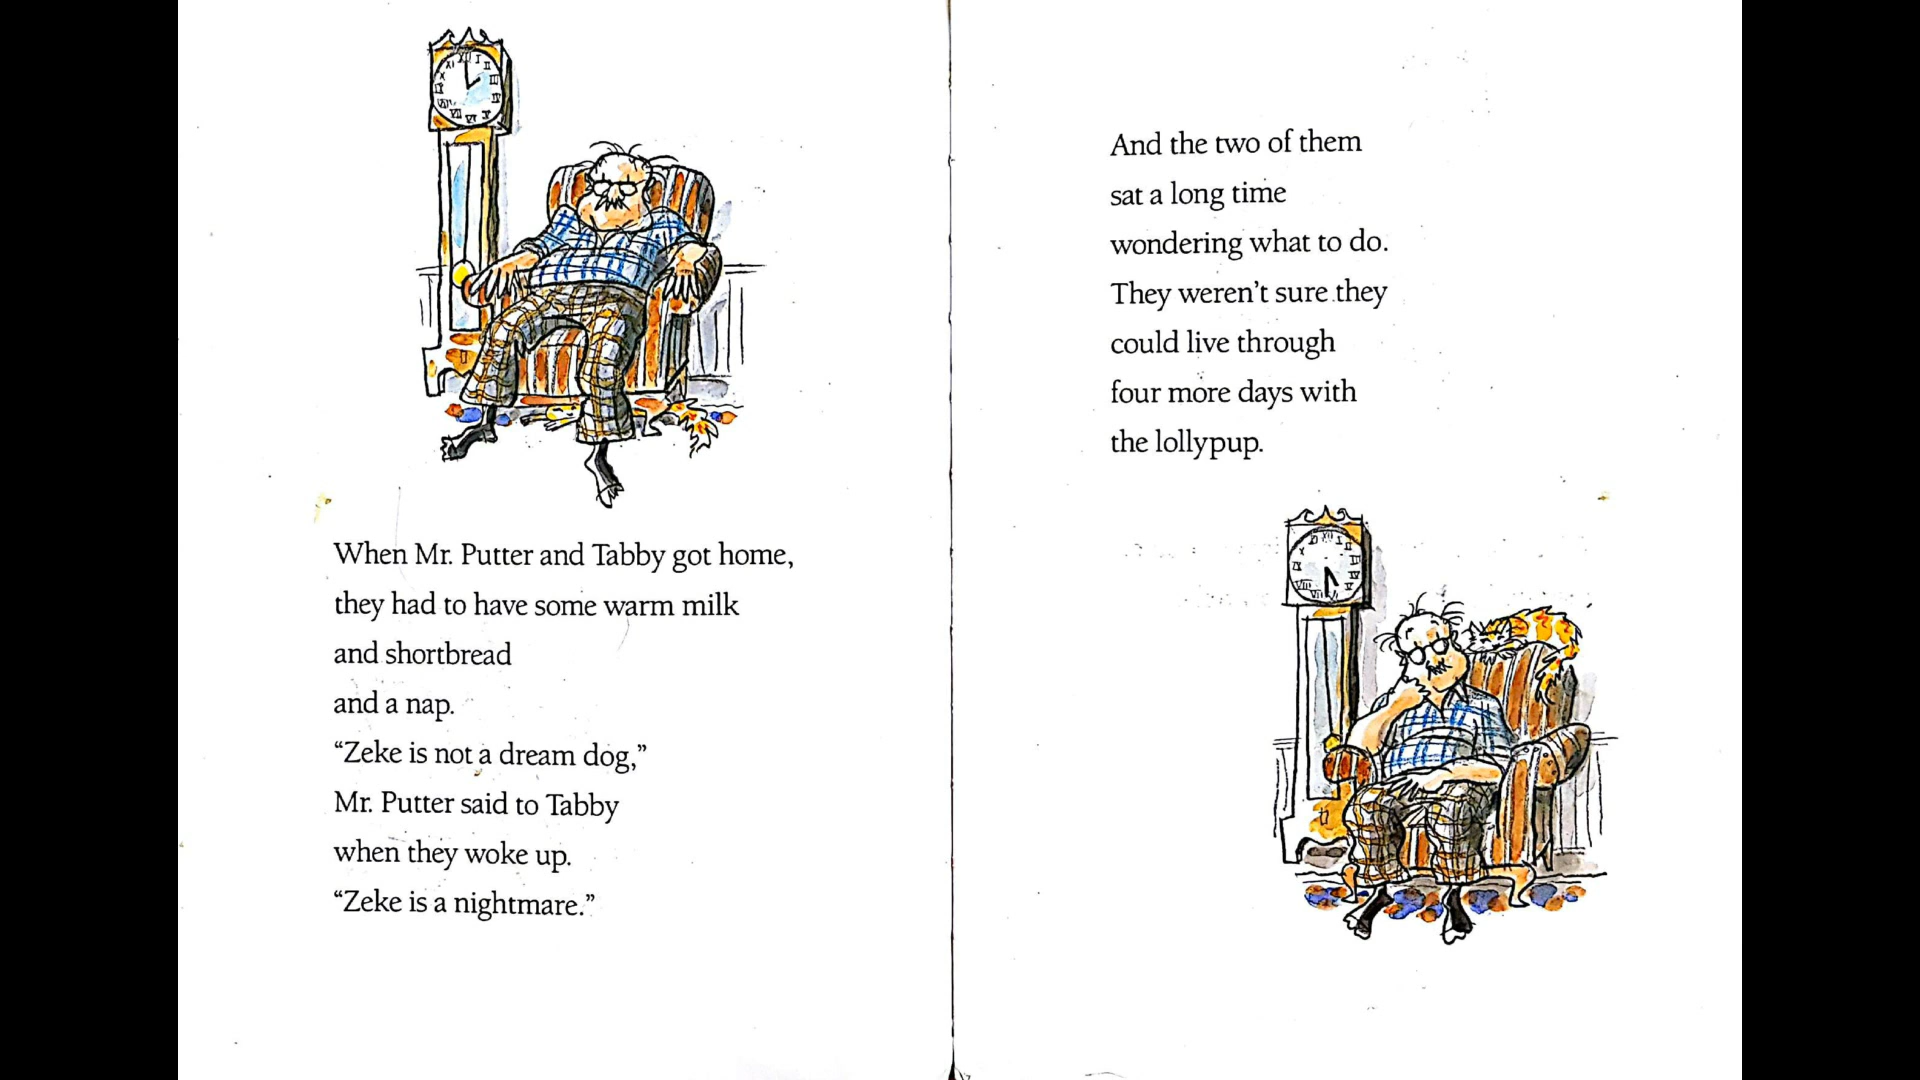 When Mr. Putter and Tabby got home,
they had to have some warm milk
and shortbread
and a nap.
“Zeke is not a dream dog,”
Mr. Putter said to Tabby
when they woke up.
“Zeke is a nightmare.”
And the two of them
sat a long time
wondering what to do.
They weren’t sure they
could live through
four more days with
the lollypup.